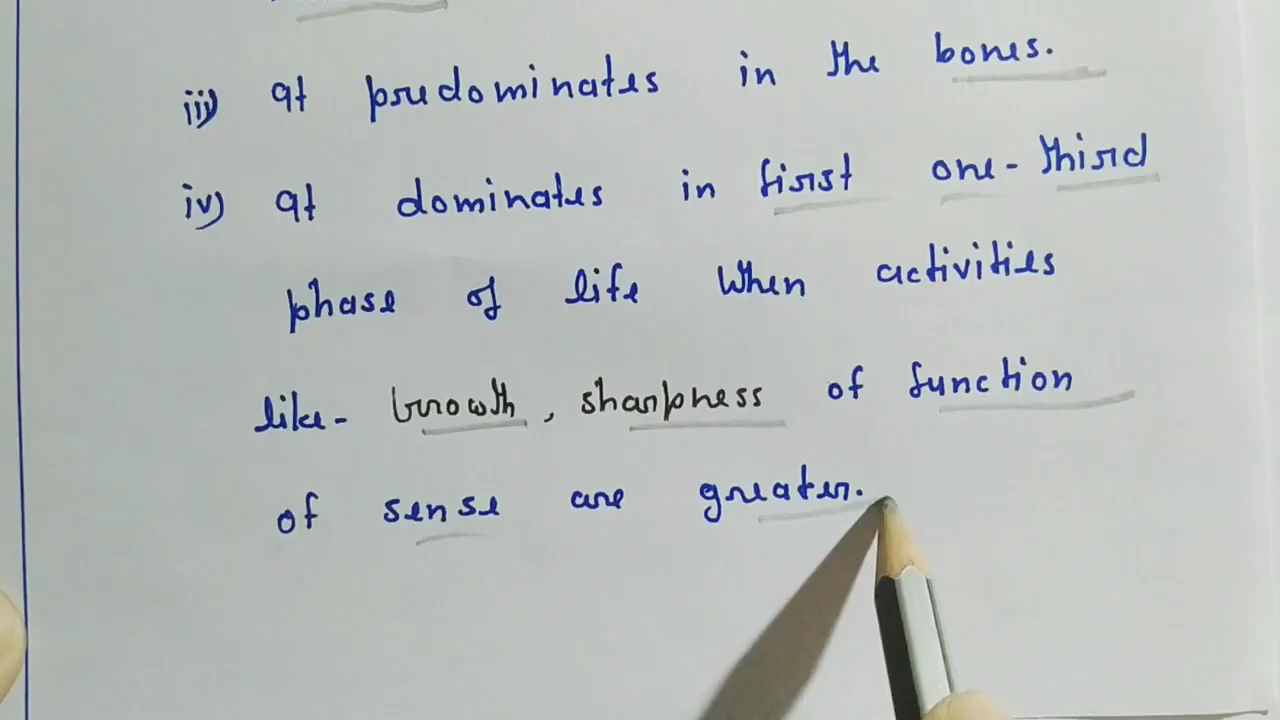 iii) It predominates in the bones.
iv) It dominates in first one-third
phase of life when activities
like- Growth, sharpness of function
of sense are greater.